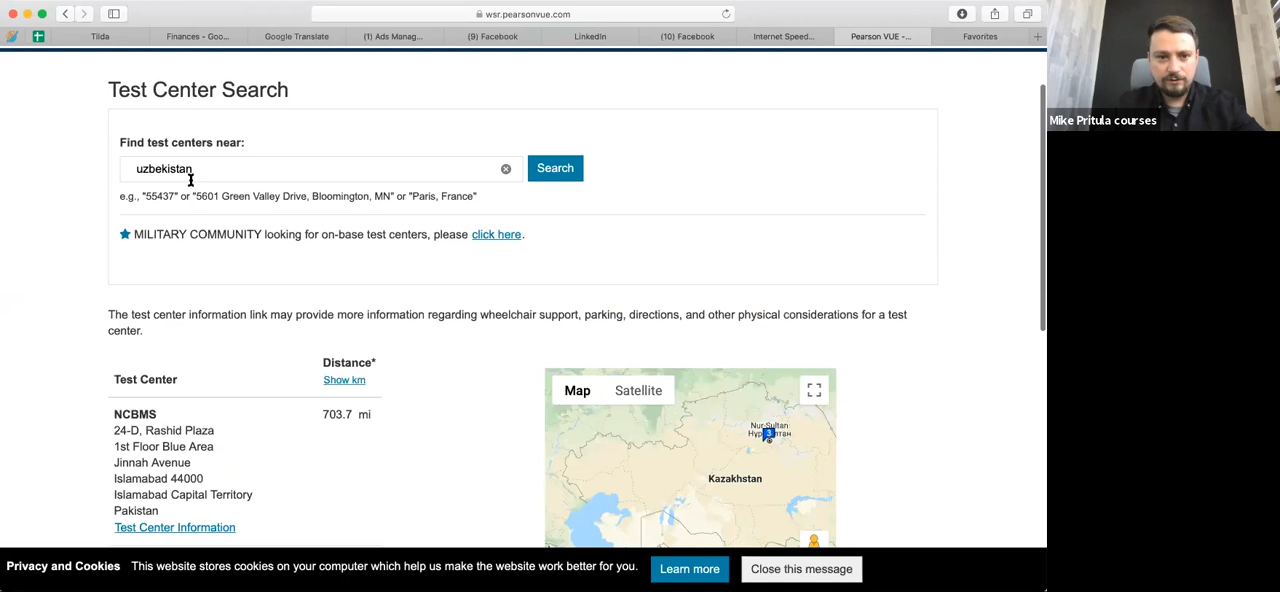 wsr.pearsonvue.com
Tilda
Finances - Goo...
Google Translate
(1) Ads Manag...
(9) Facebook
LinkedIn
(10) Facebook
Internet Speed...
Pearson VUE -...
Favorites
Mike Pritula courses
Test Center Search
Find test centers near:
uzbekistan
Search
e.g., "55437" or "5601 Green Valley Drive, Bloomington, MN" or "Paris, France"
MILITARY COMMUNITY looking for on-base test centers, please click here.
The test center information link may provide more information regarding wheelchair support, parking, directions, and other physical considerations for a test
center.
Test Center
Distance*
Show km
NCBMS
703.7 mi
24-D, Rashid Plaza
1st Floor Blue Area
Jinnah Avenue
Islamabad 44000
Islamabad Capital Territory
Pakistan
Test Center Information
Map
Satellite
Nur-Sultan
Kazakhstan
Privacy and Cookies
This website stores cookies on your computer which help us make the website work better for you.
Learn more
Close this message